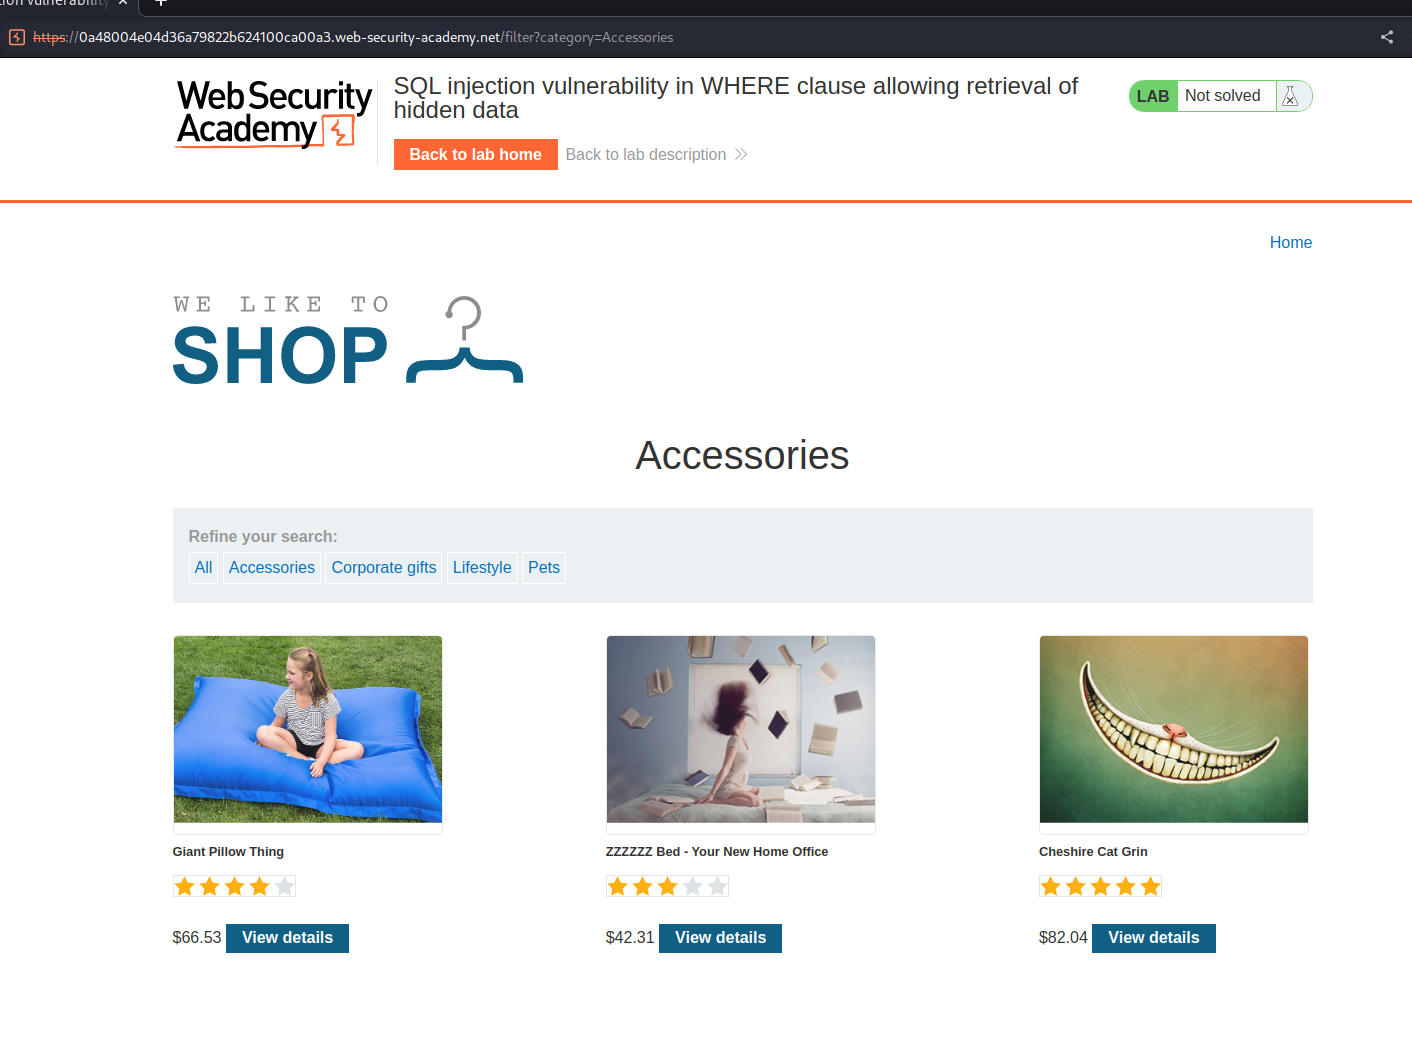 https://0a48004e04d36a79822b624100ca00a3.web-security-academy.net/filter?category=Accessories
Web Security
Academy
SQL injection vulnerability in WHERE clause allowing retrieval of
hidden data
LAB Not solved
Back to lab home Back to lab description
Home
WE LIKE TO
SHOP
Accessories
Refine your search:
All Accessories Corporate gifts Lifestyle Pets
Giant Pillow Thing
$66.53 View details
ZZZZZZ Bed - Your New Home Office
$42.31 View details
Cheshire Cat Grin
$82.04 View details